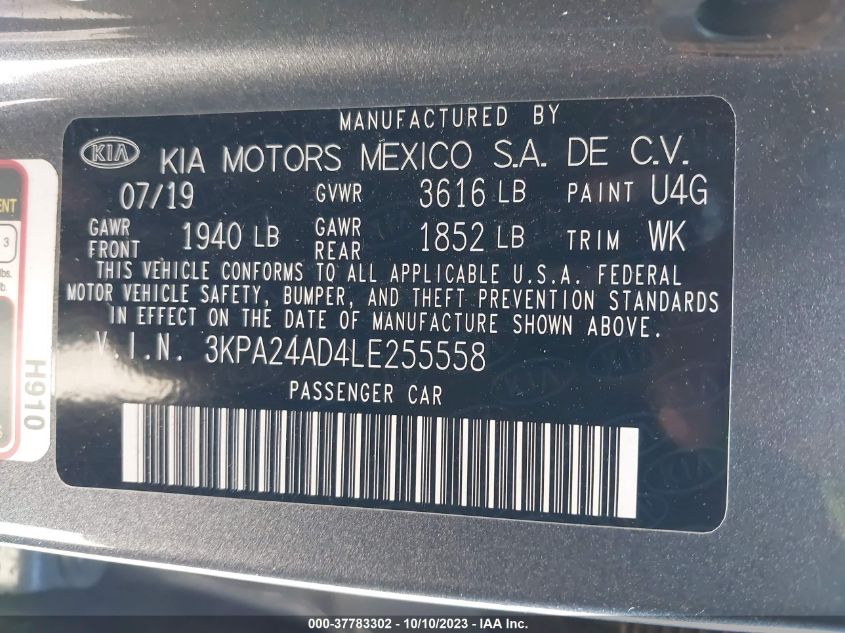 MANUFACTURED BY
KIA KIA MOTORS MEXICO S.A. DE C.V.
07/19 GVWR 3616 LB PAINT U4G
GAWR FRONT 1940 LB GAWR REAR 1852 LB TRIM WK
THIS VEHICLE CONFORMS TO ALL APPLICABLE U.S.A. FEDERAL
MOTOR VEHICLE SAFETY, BUMPER, AND THEFT PREVENTION STANDARDS
IN EFFECT ON THE DATE OF MANUFACTURE SHOWN ABOVE.
V.I.N. 3KPA24AD4LE255558
PASSENGER CAR
3
H910
000-37783302 - 10/10/2023 - IAA Inc.